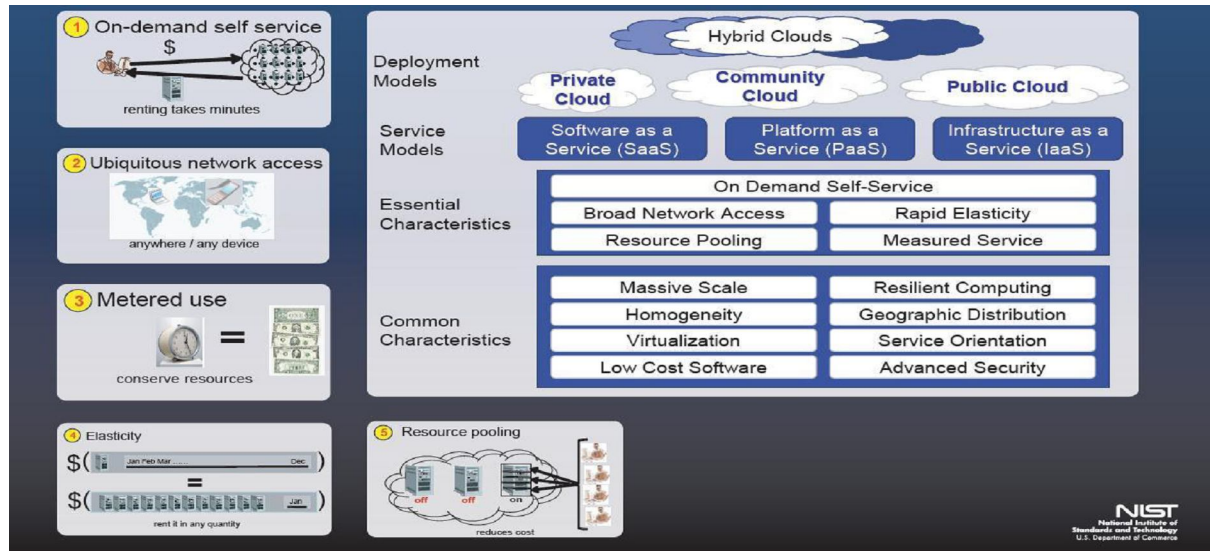 1 On-demand self service
$
renting takes minutes
2 Ubiquitous network access
anywhere / any device
3 Metered use
=
conserve resources
4 Elasticity
$( Jan Feb Mar ...... Dec )
=
$( Jan )
rent it in any quantity
Deployment
Models
Hybrid Clouds
Private
Cloud
Community
Cloud
Public Cloud
Service
Models
Software as a
Service (SaaS)
Platform as a
Service (PaaS)
Infrastructure as a
Service (IaaS)
Essential
Characteristics
On Demand Self-Service
Broad Network Access
Rapid Elasticity
Resource Pooling
Measured Service
Common
Characteristics
Massive Scale
Resilient Computing
Homogeneity
Geographic Distribution
Virtualization
Service Orientation
Low Cost Software
Advanced Security
5 Resource pooling
off
off
on
reduces cost
NIST
National Institute of
Standards and Technology
U.S. Department of Commerce